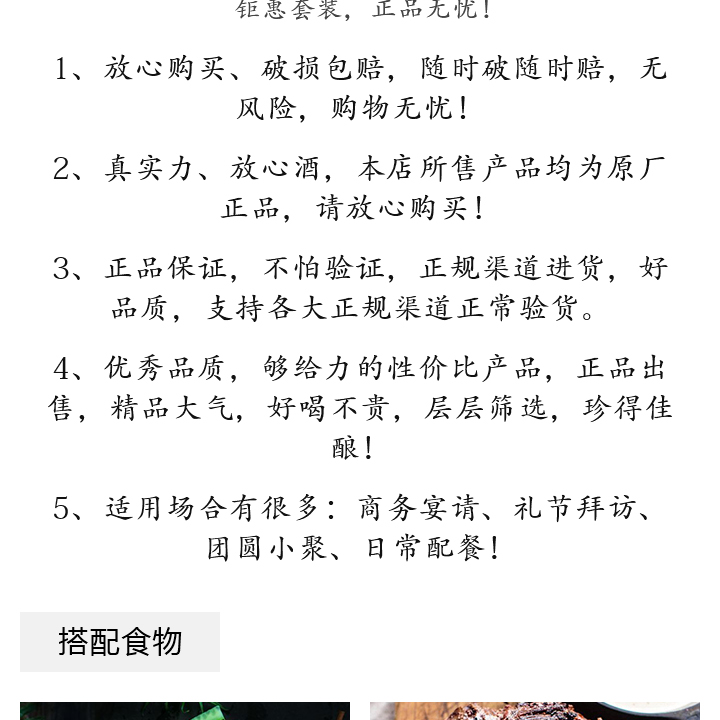 钜惠套装，正品无忧！
1、放心购买、破损包赔，随时破随时赔，无
风险，购物无忧！
2、真实力、放心酒，本店所售产品均为原厂
正品，请放心购买！
3、正品保证，不怕验证，正规渠道进货，好
品质，支持各大正规渠道正常验货。
4、优秀品质，够给力的性价比产品，正品出
售，精品大气，好喝不贵，层层筛选，珍得佳
酿！
5、适用场合有很多：商务宴请、礼节拜访、
团圆小聚、日常配餐！
搭配食物